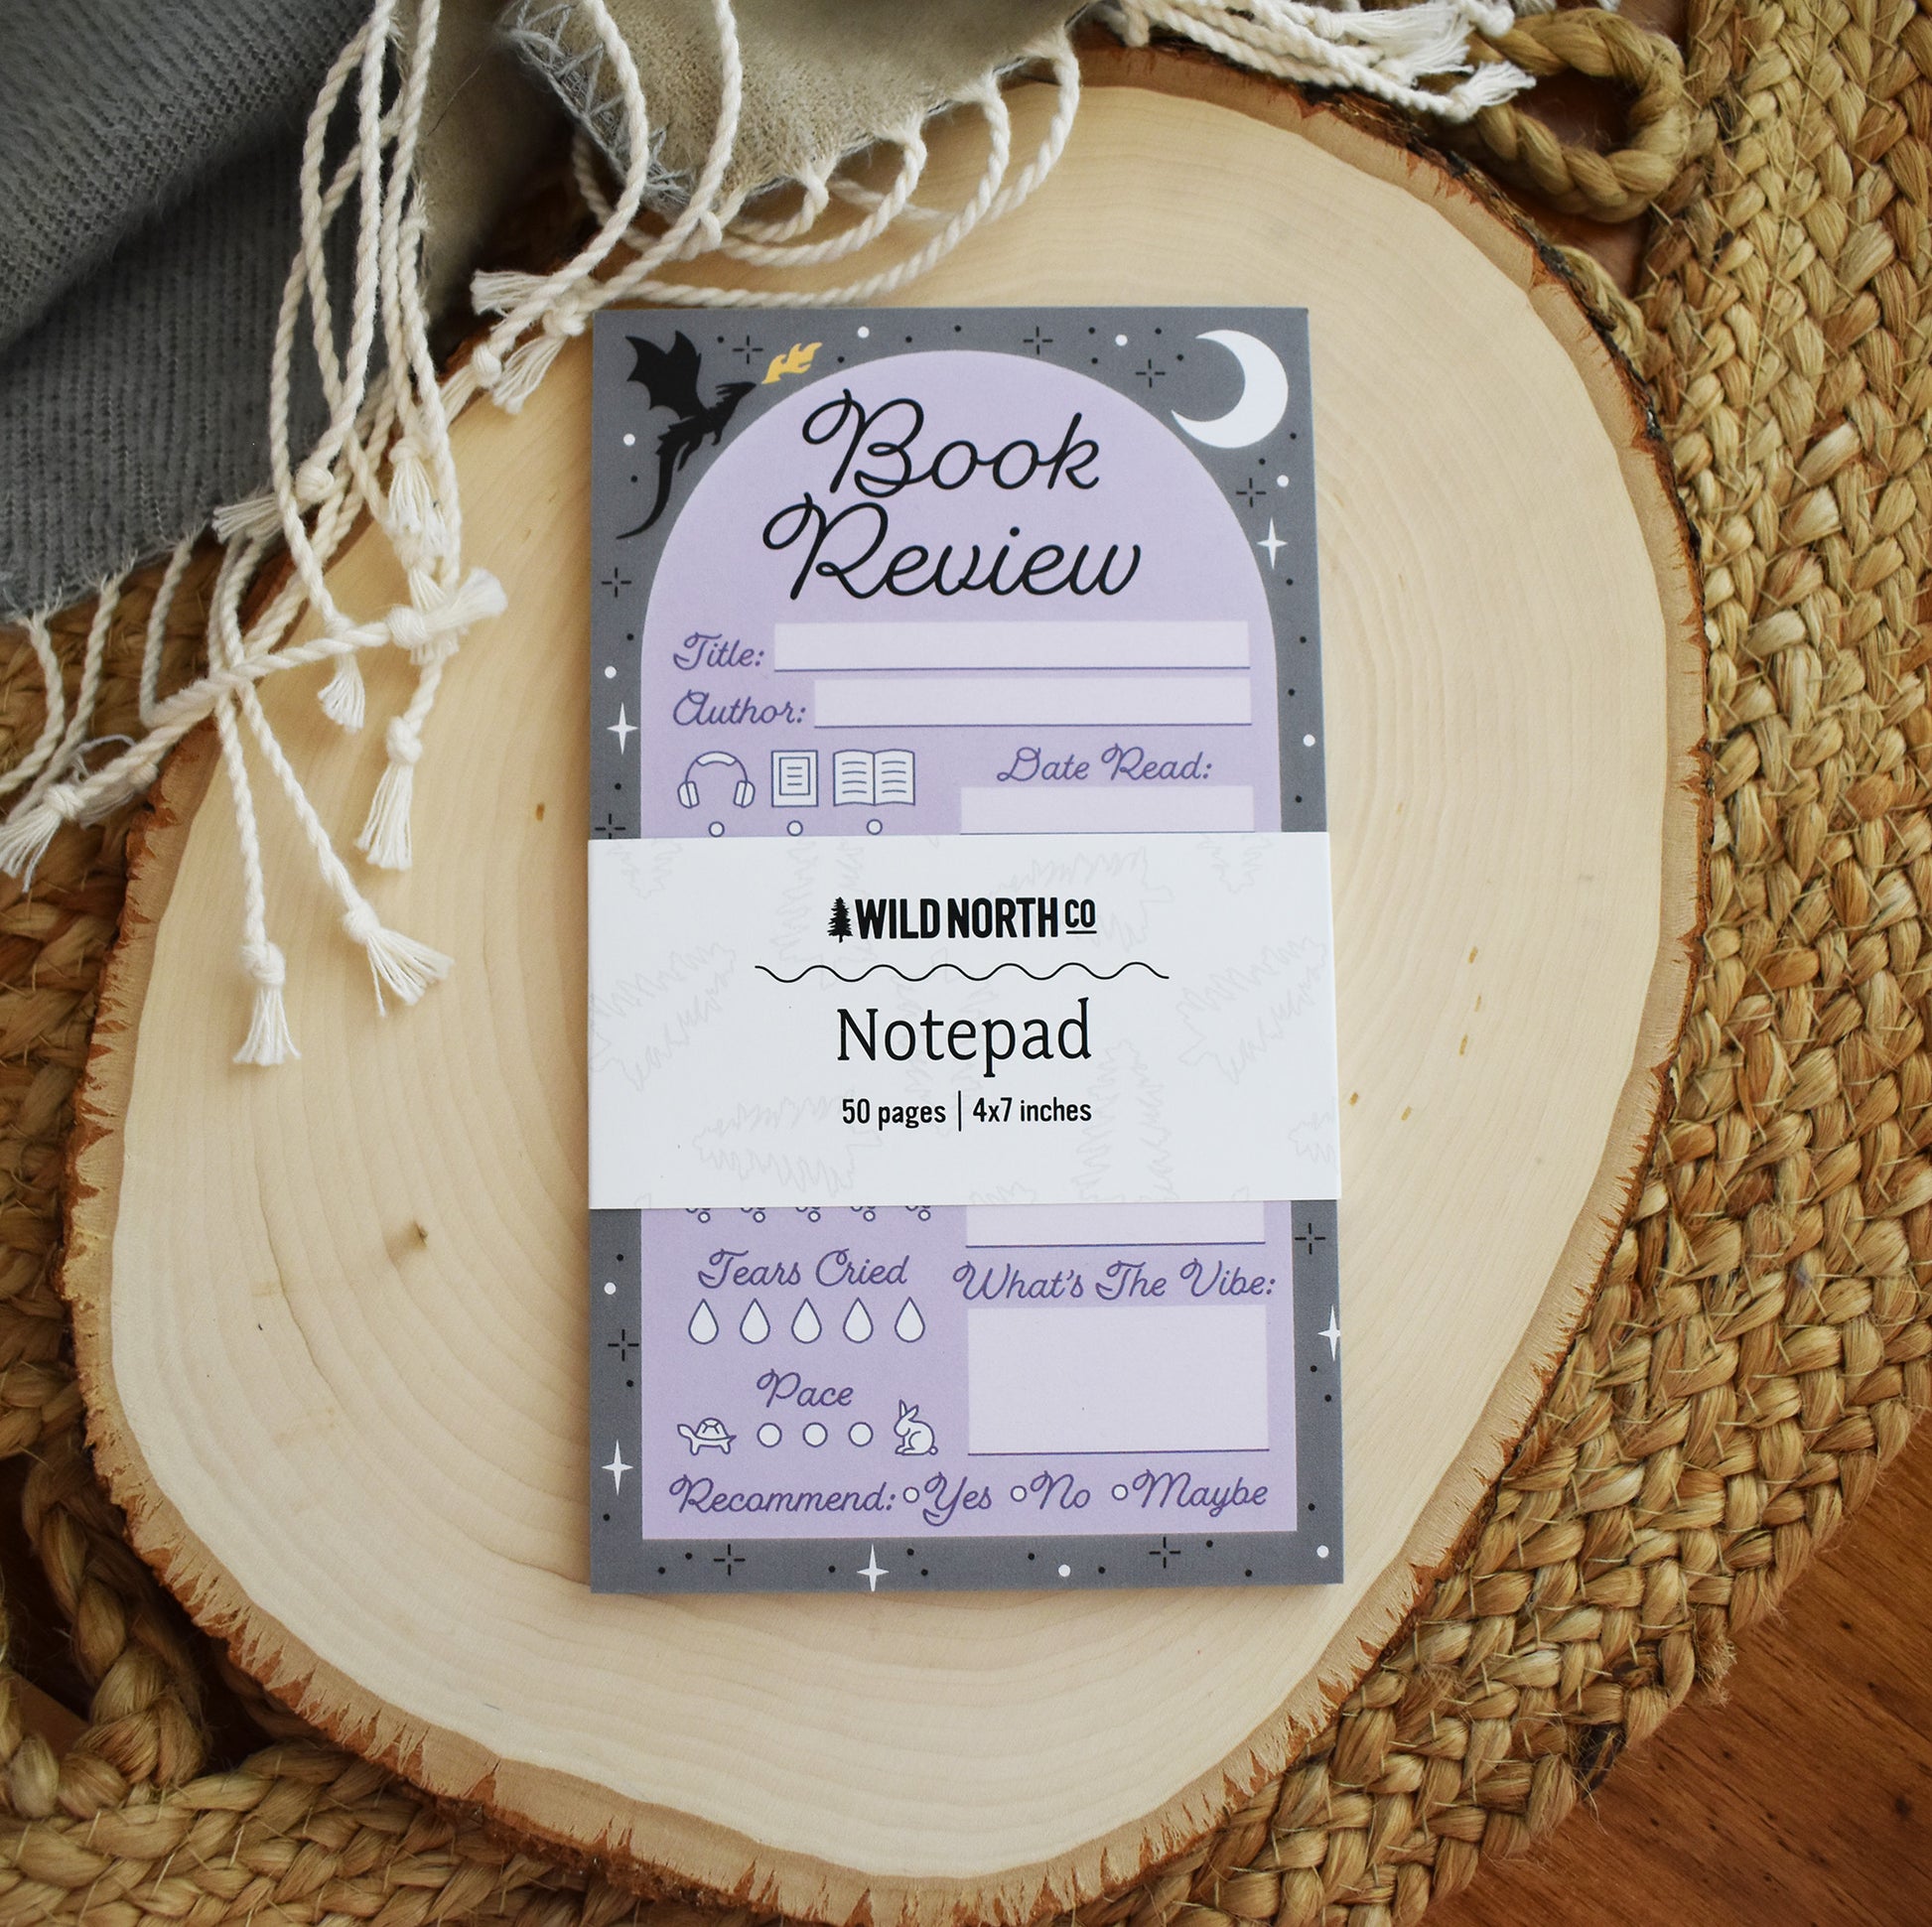 Book
Review
Title:
Author:
Date Read:
WILD NORTH CO
Notepad
50 pages | 4x7 inches
Tears Cried
What's The Vibe:
Pace
Recommend: Yes No Maybe